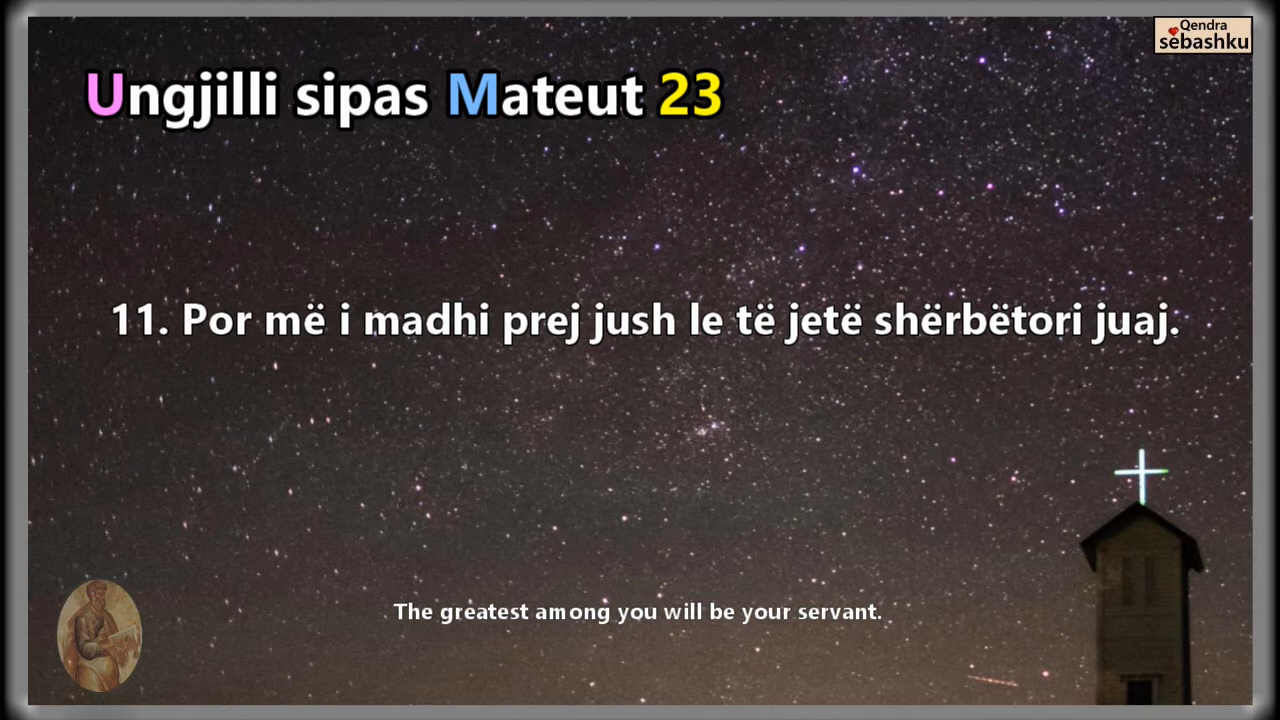 Qendra
sebashku
Ungjilli sipas Mateut 23
11. Por më i madhi prej jush le të jetë shërbëtori juaj.
The greatest among you will be your servant.